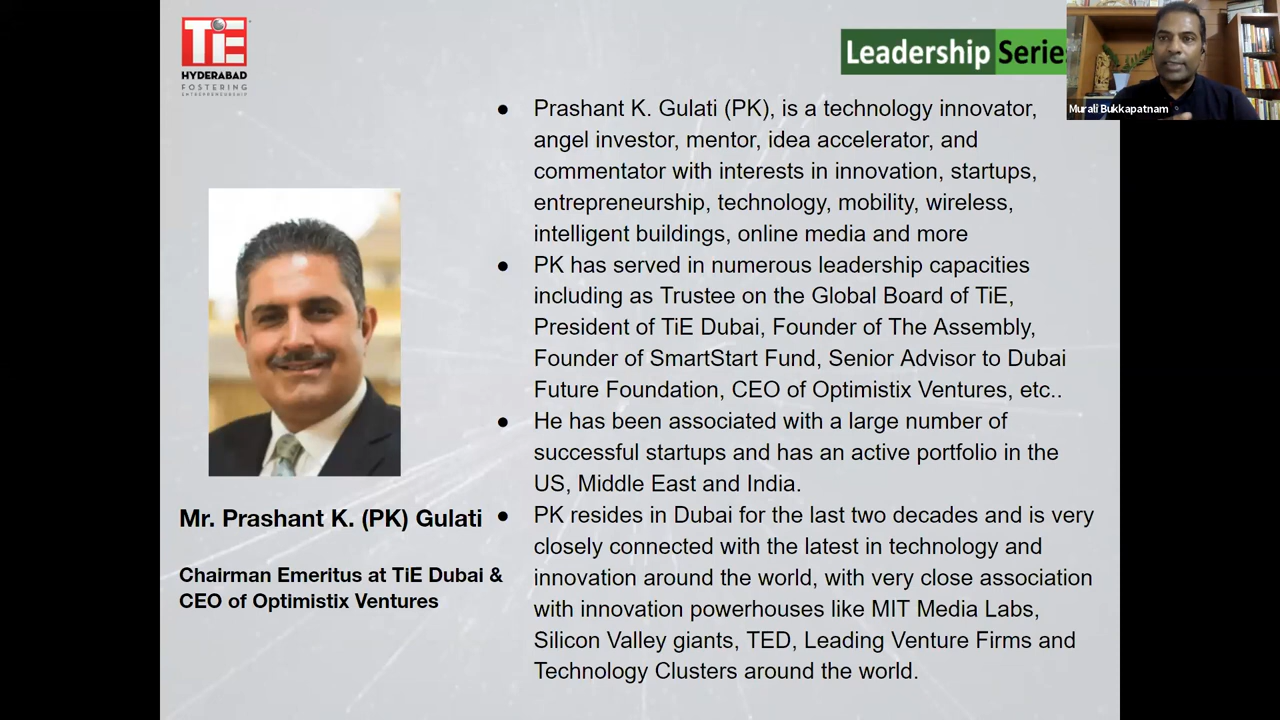 TiE
HYDERABAD
FOSTERING
ENTREPRENEURSHIP
Leadership Serie
Murali Bukkapatnam
● Prashant K. Gulati (PK), is a technology innovator,
angel investor, mentor, idea accelerator, and
commentator with interests in innovation, startups,
entrepreneurship, technology, mobility, wireless,
intelligent buildings, online media and more
● PK has served in numerous leadership capacities
including as Trustee on the Global Board of TiE,
President of TiE Dubai, Founder of The Assembly,
Founder of SmartStart Fund, Senior Advisor to Dubai
Future Foundation, CEO of Optimistix Ventures, etc..
● He has been associated with a large number of
successful startups and has an active portfolio in the
US, Middle East and India.
● PK resides in Dubai for the last two decades and is very
closely connected with the latest in technology and
innovation around the world, with very close association
with innovation powerhouses like MIT Media Labs,
Silicon Valley giants, TED, Leading Venture Firms and
Technology Clusters around the world.
Mr. Prashant K. (PK) Gulati
Chairman Emeritus at TiE Dubai &
CEO of Optimistix Ventures